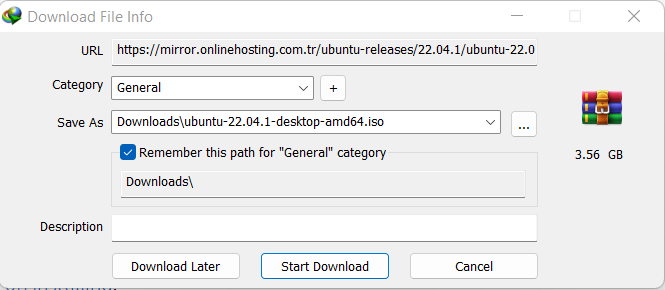 Download File Info
URL https://mirror.onlinehosting.com.tr/ubuntu-releases/22.04.1/ubuntu-22.0
Category General +
Save As Downloads\ubuntu-22.04.1-desktop-amd64.iso ...
Remember this path for "General" category
3.56 GB
Downloads\
Description
Download Later Start Download Cancel